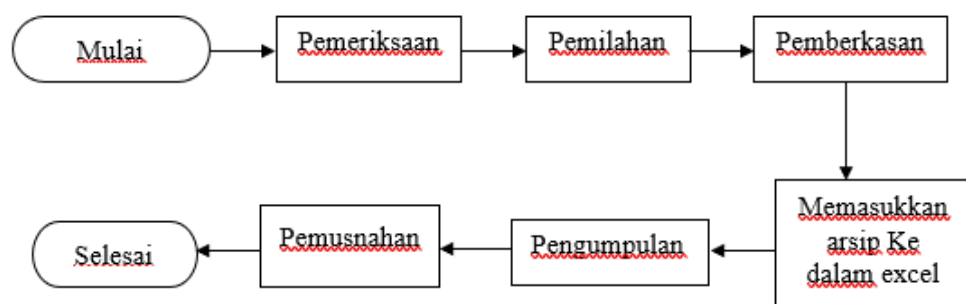 Mulai
Pemeriksaan
Pemilahan
Pemberkasan
Memasukkan
arsip Ke
dalam excel
Pengumpulan
Pemusnahan
Selesai